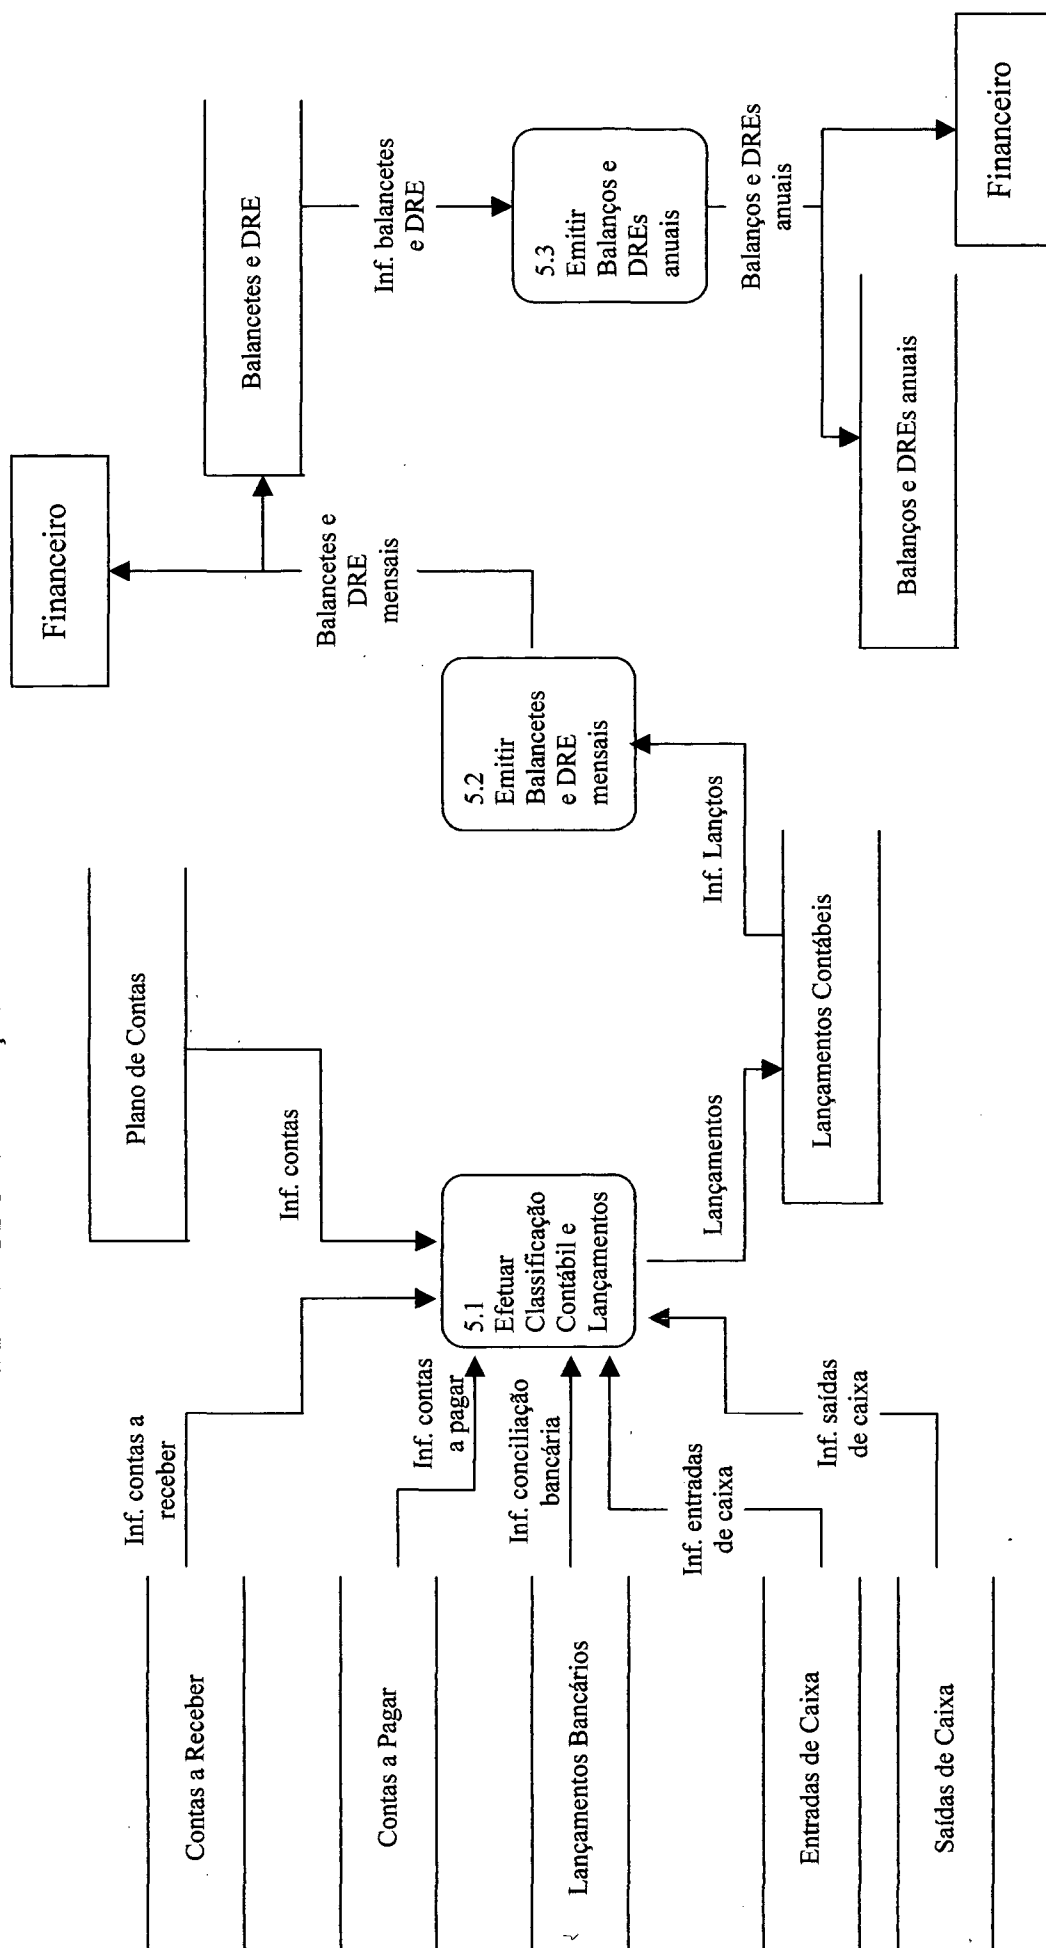 Contas a Receber
Contas a Pagar
Lançamentos Bancários
Entradas de Caixa
Saídas de Caixa
Inf. contas a
receber
Inf. contas
a pagar
Inf. conciliação
bancária
Inf. entradas
de caixa
Inf. saídas
de caixa
Plano de Contas
Inf. contas
5.1
Efetuar
Classificação
Contábil e
Lançamentos
Lançamentos
Lançamentos Contábeis
Inf. Lançtos
5.2
Emitir
Balancetes
e DRE
mensais
Balancetes e
DRE
mensais
Financeiro
Balancetes e DRE
Inf. balancetes
e DRE
5.3
Emitir
Balanços e
DREs
anuais
Balanços e DREs
anuais
Balanços e DREs anuais
Financeiro